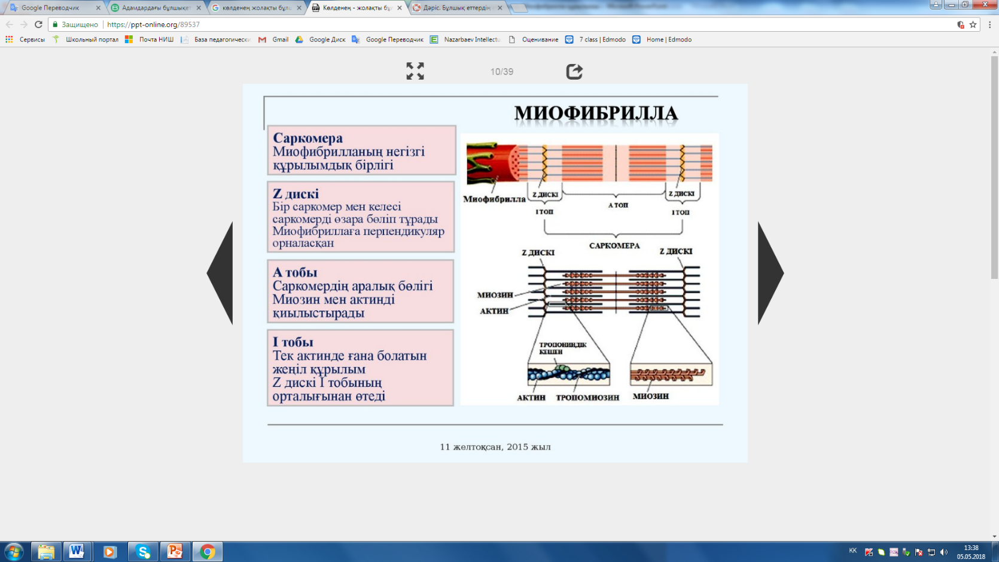 Google Переводчик
Адамдардағы бұлшықет
көлденең жолақты бұлш
Көлденең - жолақты бұл
Дәріс. Бұлшық еттердің
Защищено
https://ppt-online.org/89537
Сервисы
Школьный портал
Почта НИШ
База педагогически
Gmail
Google Диск
Google Переводчик
Nazarbaev Intellectu
Оценивание
7 class | Edmodo
Home | Edmodo
10/39
МИОФИБРИЛЛА
Саркомера
Миофибрилланың негізгі
құрылымдық бірлігі
Z дискі
Бір саркомер мен келесі
саркомерді өзара бөліп тұрады
Миофибриллаға перпендикуляр
орналасқан
А тобы
Саркомердің аралық бөлігі
Миозин мен актинді
қиылыстырады
І тобы
Тек актинде ғана болатын
жеңіл құрылым
Z дискі І тобының
орталығынан өтеді
Миофибрилла
Z ДИСКІ
Z ДИСКІ
І ТОП
А ТОП
І ТОП
САРКОМЕРА
Z ДИСКІ
Z ДИСКІ
МИОЗИН
АКТИН
ТРОПОНИНДІК
КЕШЕН
АКТИН
ТРОПОМИОЗИН
МИОЗИН
11 желтоқсан, 2015 жыл
KK
13:38
05.05.2018